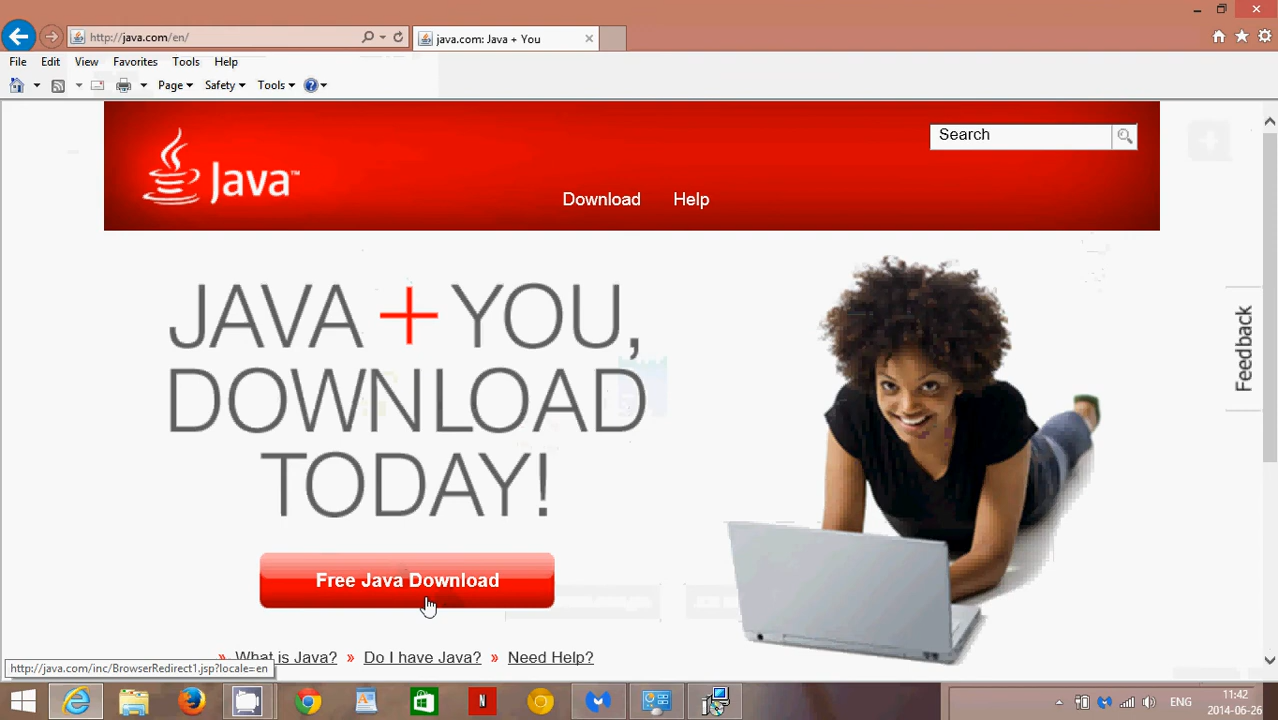 http://java.com/en/
java.com: Java + You
File Edit View Favorites Tools Help
Page Safety Tools
Java™
Search
Download Help
JAVA + YOU,
DOWNLOAD
TODAY!
Feedback
Free Java Download
» What is Java? » Do I have Java? » Need Help?
http://java.com/inc/BrowserRedirect1.jsp?locale=en
N
ENG
11:42
2014-06-26